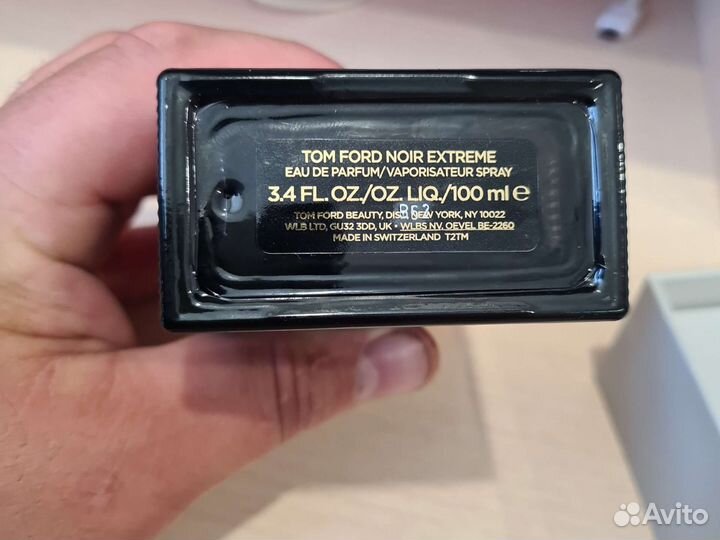 TOM FORD NOIR EXTREME
EAU DE PARFUM/VAPORISATEUR SPRAY
3.4 FL. OZ./OZ. LIQ./100 ml ℮
TOM FORD BEAUTY, DIST. NEW YORK, NY 10022
WLB LTD, GU32 3DD, UK • WLBS NV. OEVEL BE-2260
MADE IN SWITZERLAND T2TM
Avito